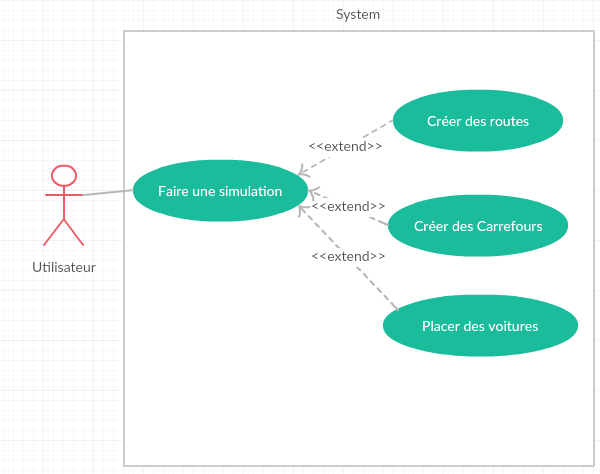 System
Créer des routes
<<extend>>
Faire une simulation
<<extend>>
Créer des Carrefours
<<extend>>
Utilisateur
Placer des voitures